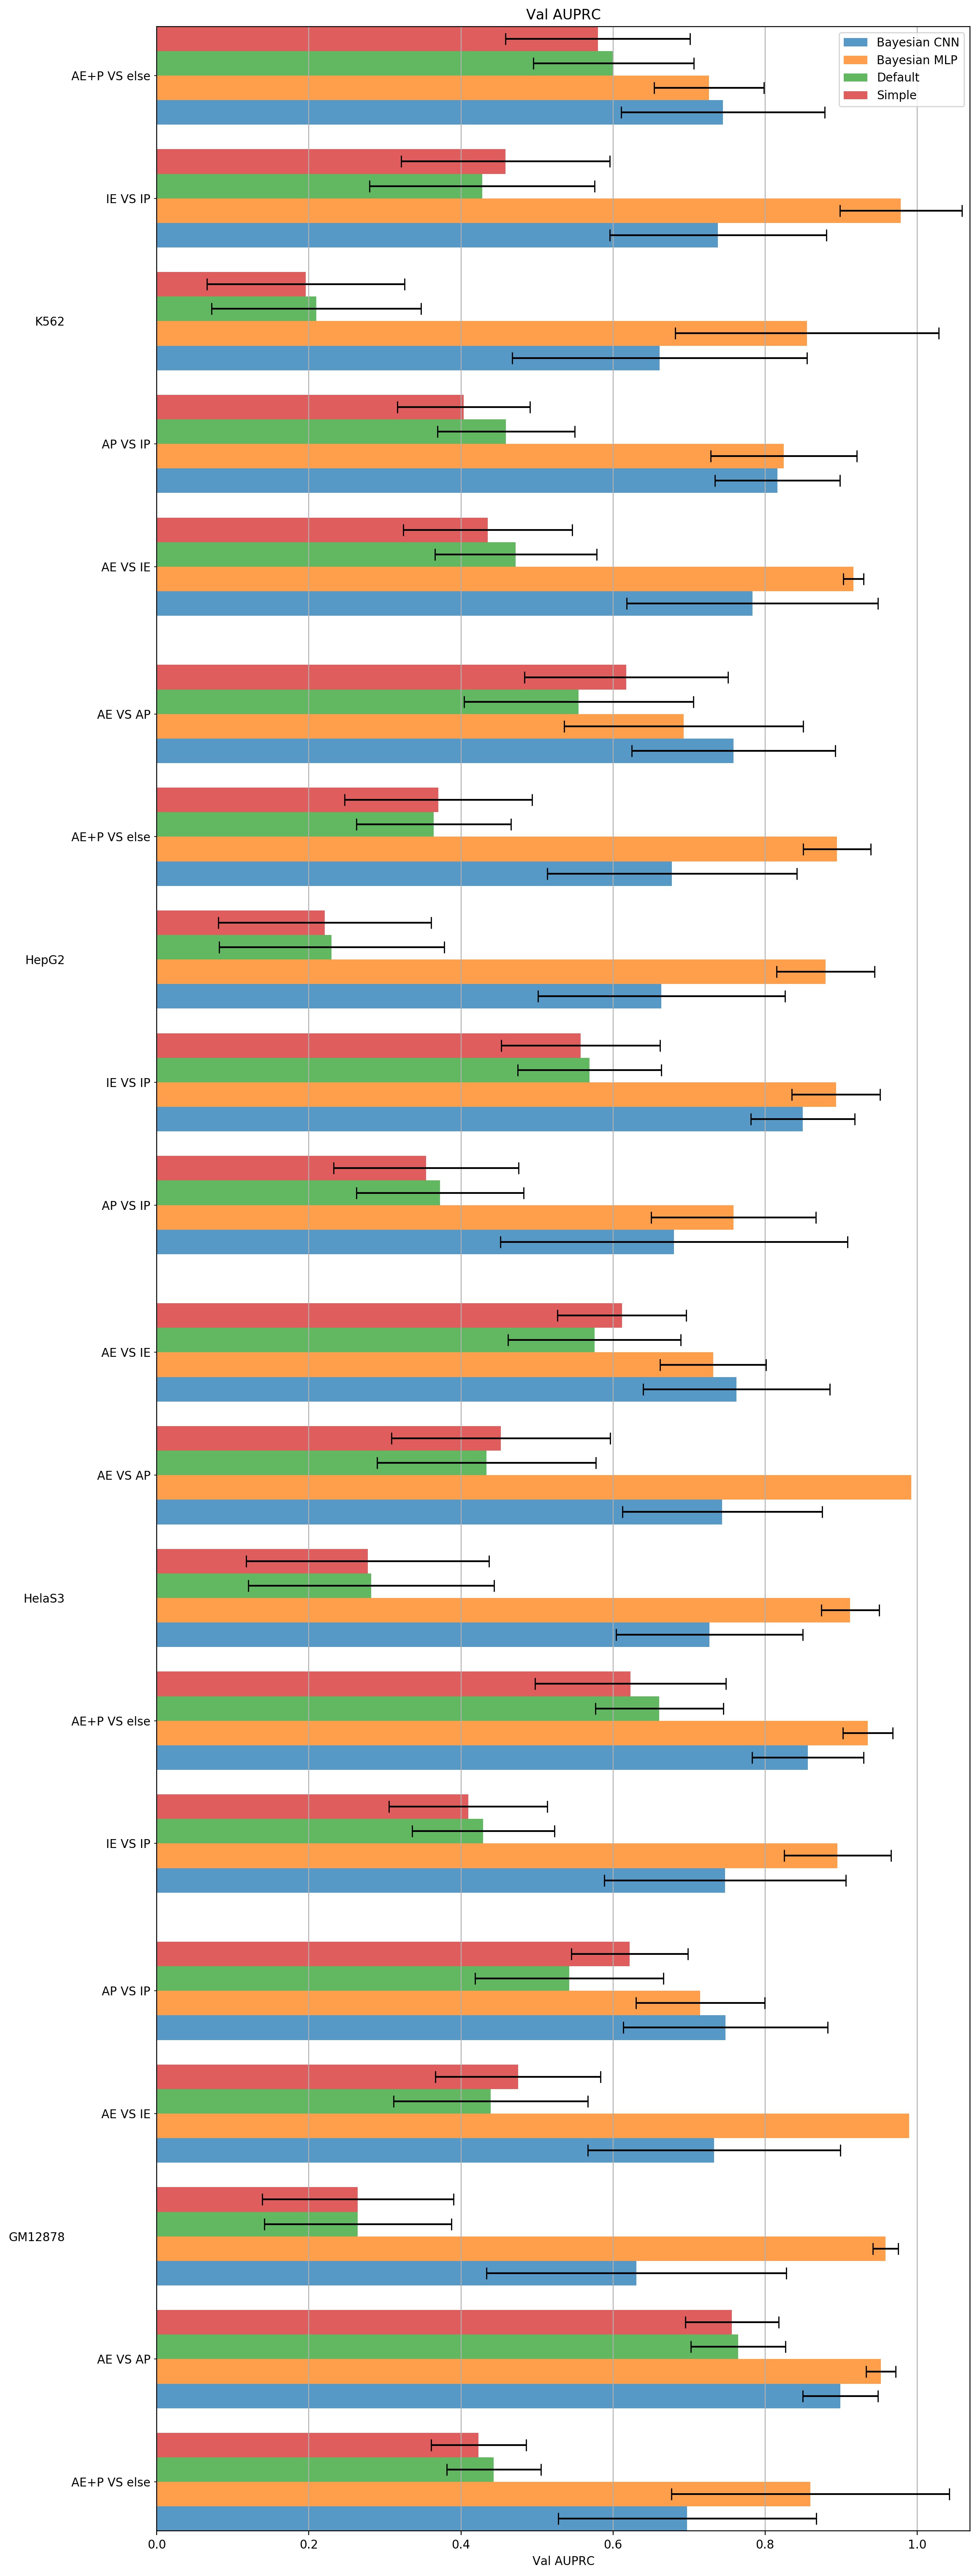 Val AUPRC
Bayesian CNN
Bayesian MLP
Default
Simple
AE+P VS else
IE VS IP
K562
AP VS IP
AE VS IE
AE VS AP
AE+P VS else
HepG2
IE VS IP
AP VS IP
AE VS IE
AE VS AP
HelaS3
AE+P VS else
IE VS IP
AP VS IP
AE VS IE
GM12878
AE VS AP
AE+P VS else
0.0 0.2 0.4 0.6 0.8 1.0
Val AUPRC